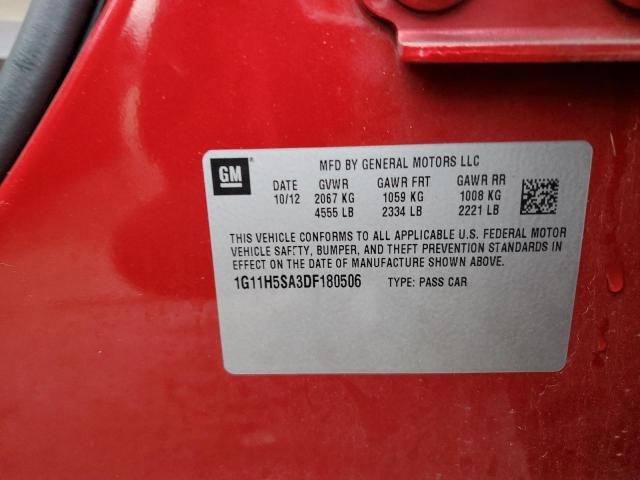 GM
MFD BY GENERAL MOTORS LLC
DATE GVWR GAWR FRT GAWR RR
10/12 2067 KG 1059 KG 1008 KG
4555 LB 2334 LB 2221 LB
THIS VEHICLE CONFORMS TO ALL APPLICABLE U.S. FEDERAL MOTOR
VEHICLE SAFETY, BUMPER, AND THEFT PREVENTION STANDARDS IN
EFFECT ON THE DATE OF MANUFACTURE SHOWN ABOVE.
1G11H5SA3DF180506 TYPE: PASS CAR